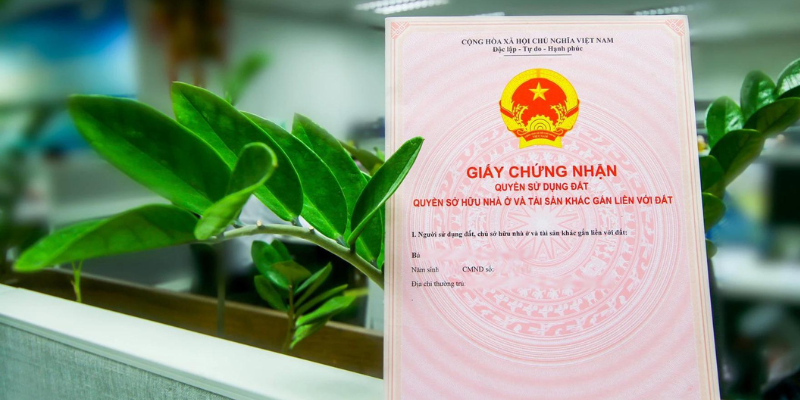 CỘNG HÒA XÃ HỘI CHỦ NGHĨA VIỆT NAM
Độc lập - Tự do - Hạnh phúc
GIẤY CHỨNG NHẬN
QUYỀN SỬ DỤNG ĐẤT
QUYỀN SỞ HỮU NHÀ Ở VÀ TÀI SẢN KHÁC GẮN LIỀN VỚI ĐẤT
I. Người sử dụng đất, chủ sở hữu nhà ở và tài sản khác gắn liền với đất:
Bà
Năm sinh CMND số:
Địa chỉ thường trú